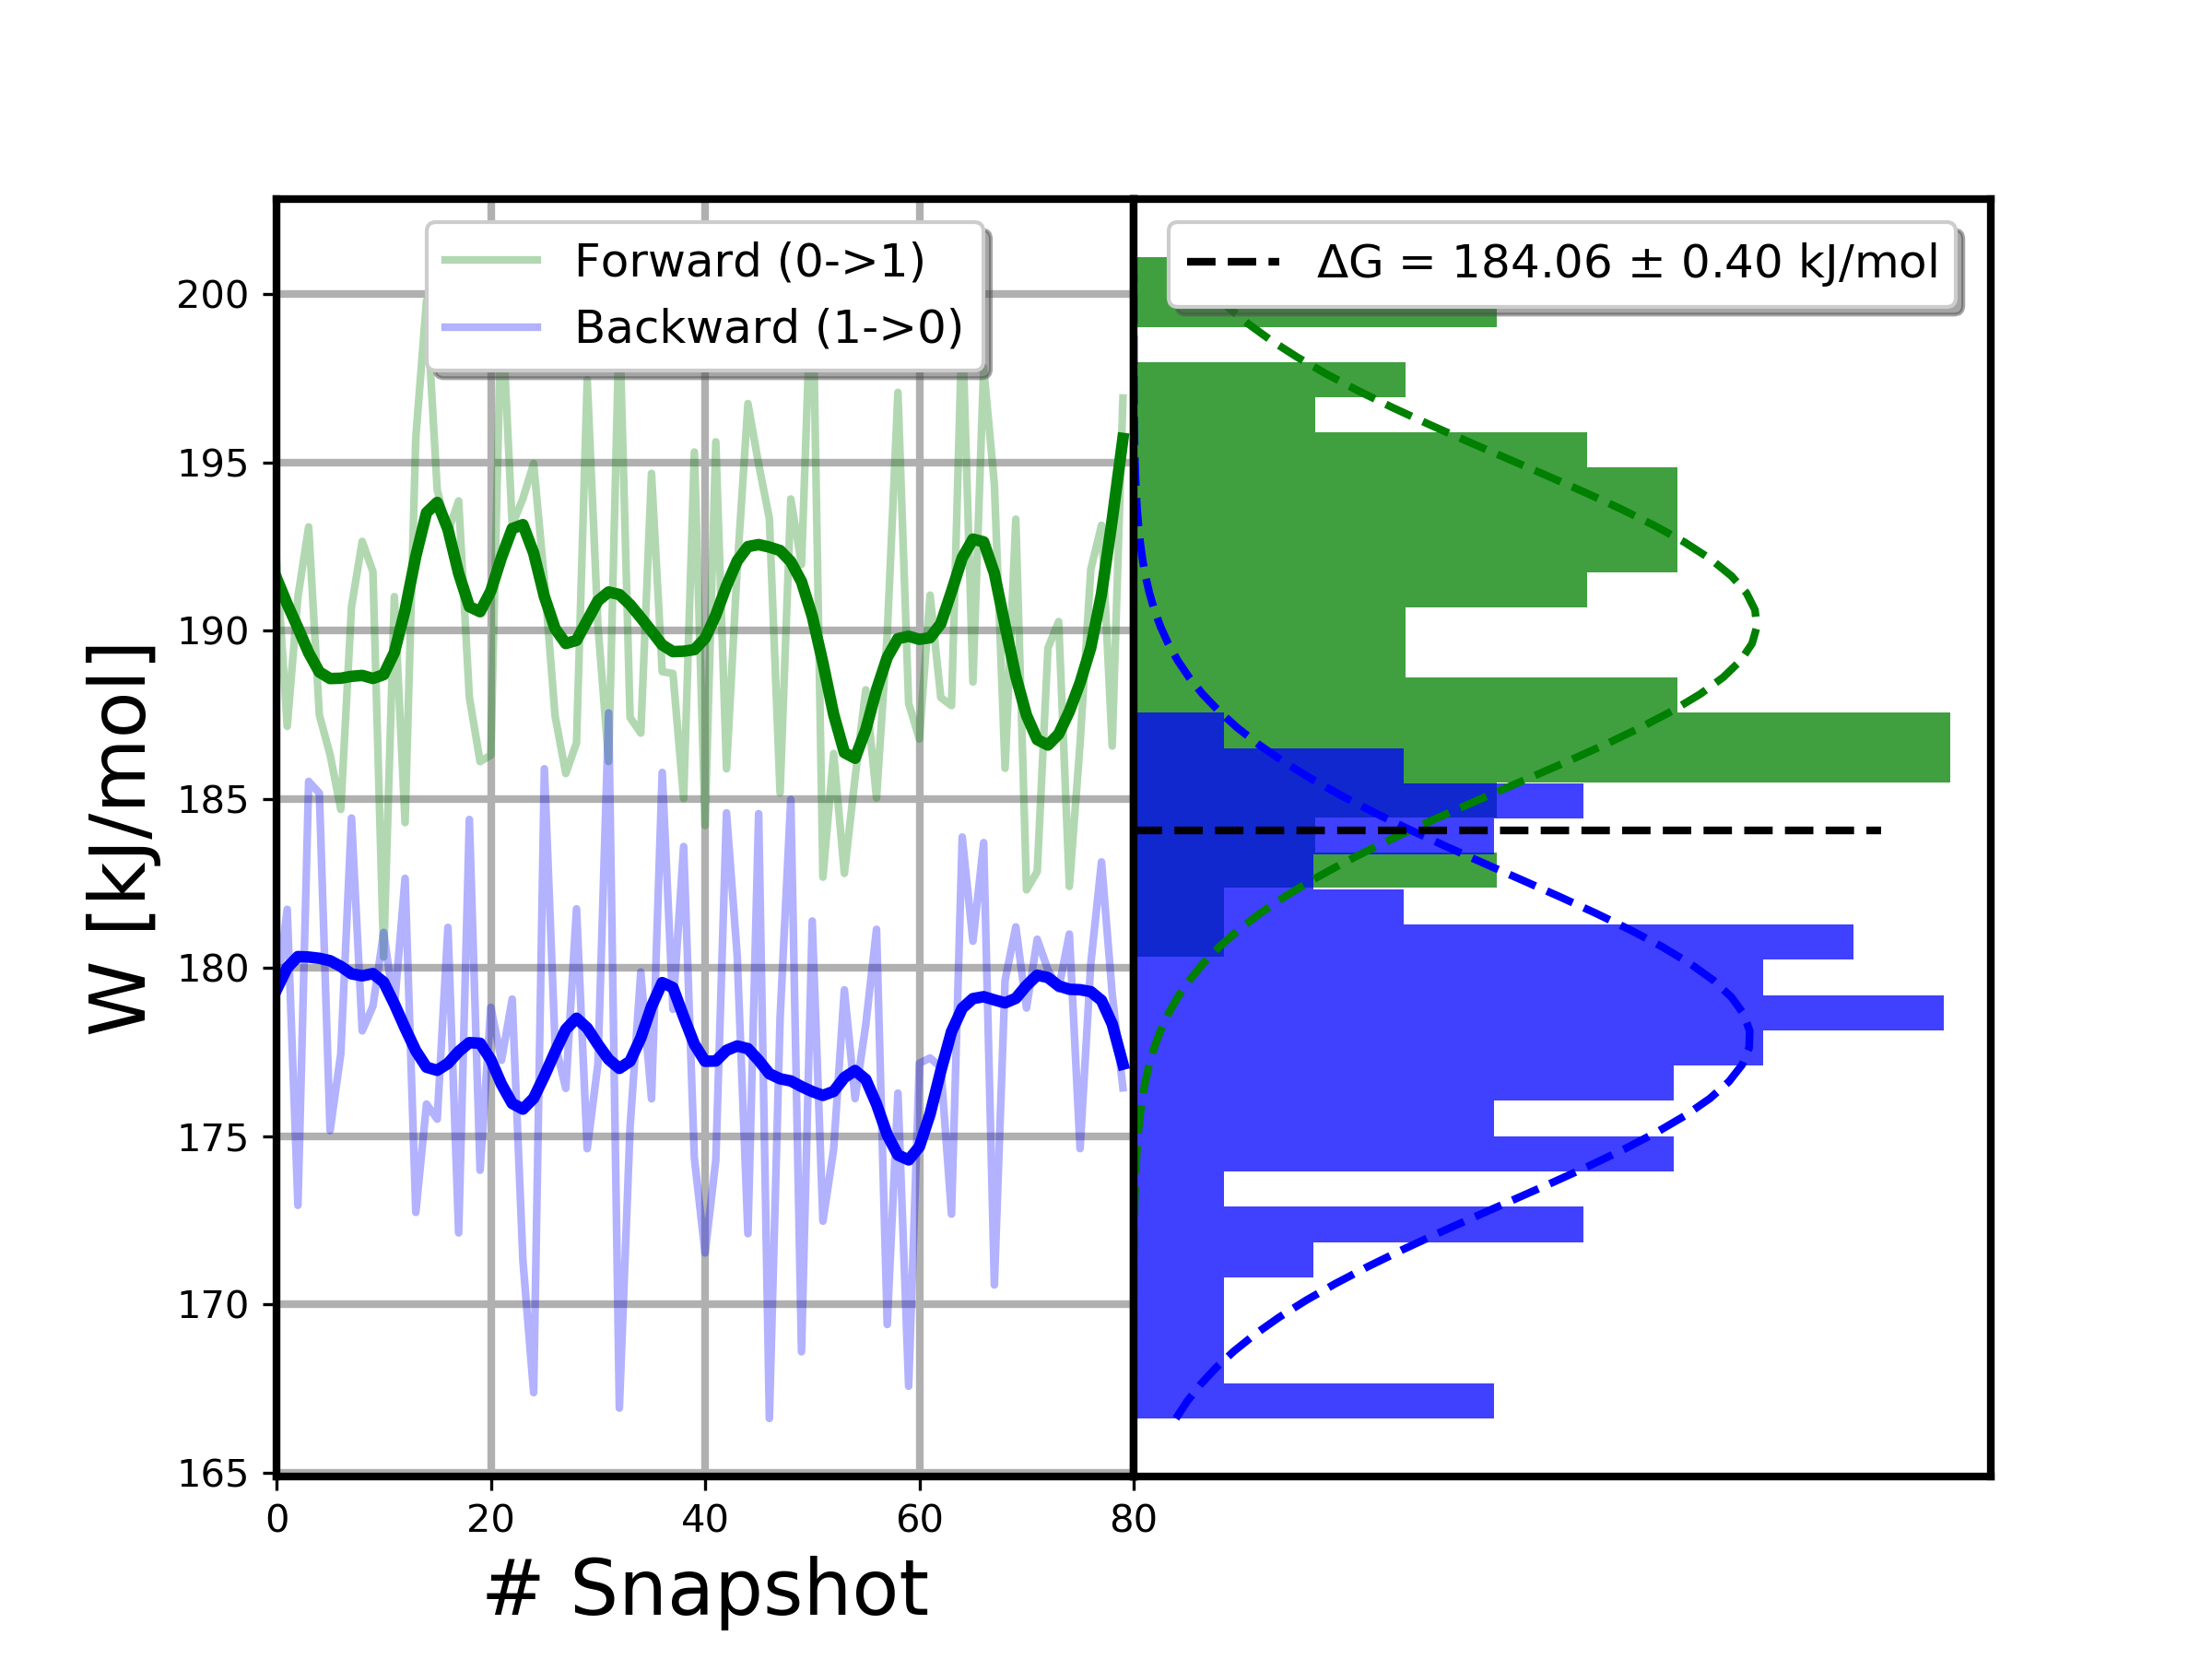 Forward (0->1)
Backward (1->0)
ΔG = 184.06 ± 0.40 kJ/mol
W [kJ/mol]
200
195
190
185
180
175
170
165
0 20 40 60 80
# Snapshot